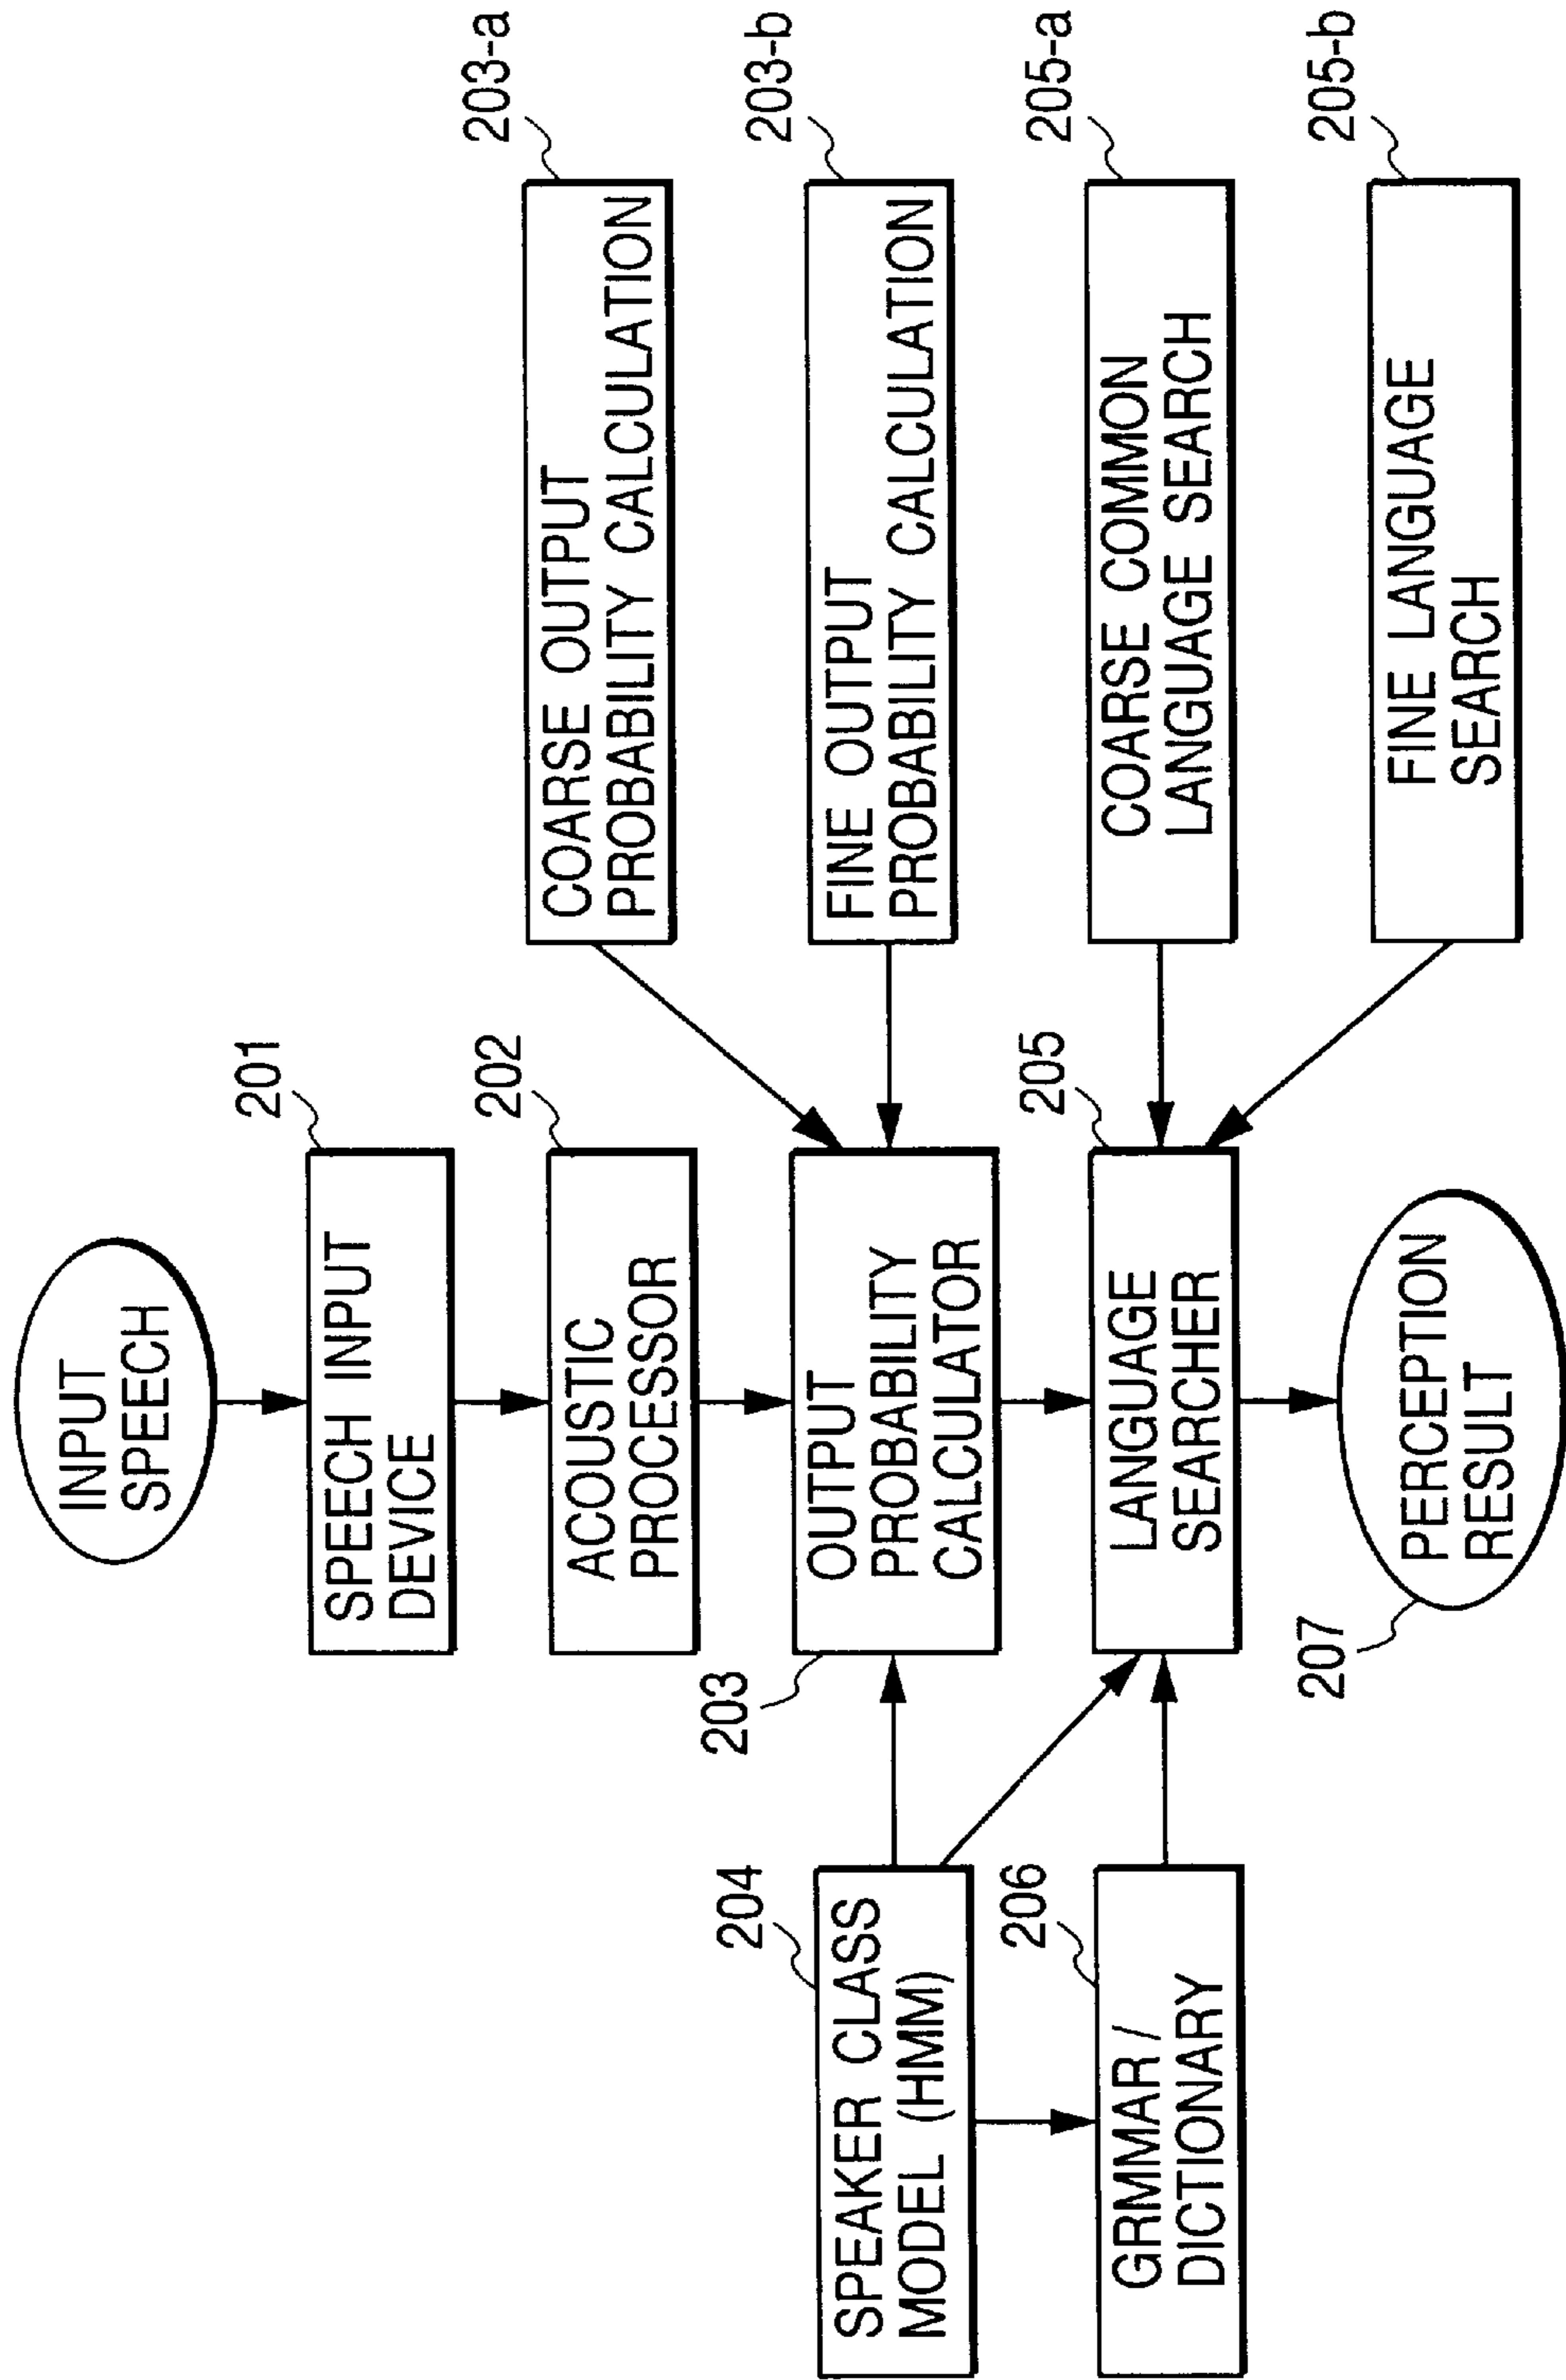 INPUT
SPEECH
201
SPEECH INPUT
DEVICE
202
ACOUSTIC
PROCESSOR
203-a
COARSE OUTPUT
PROBABILITY CALCULATION
204
SPEAKER CLASS
MODEL (HMM)
203
OUTPUT
PROBABILITY
CALCULATOR
203-b
FINE OUTPUT
PROBABILITY CALCULATION
206
GRMMAR /
DICTIONARY
205
LANGUAGE
SEARCHER
205-a
COARSE COMMON
LANGUAGE SEARCH
207
PERCEPTION
RESULT
205-b
FINE LANGUAGE
SEARCH